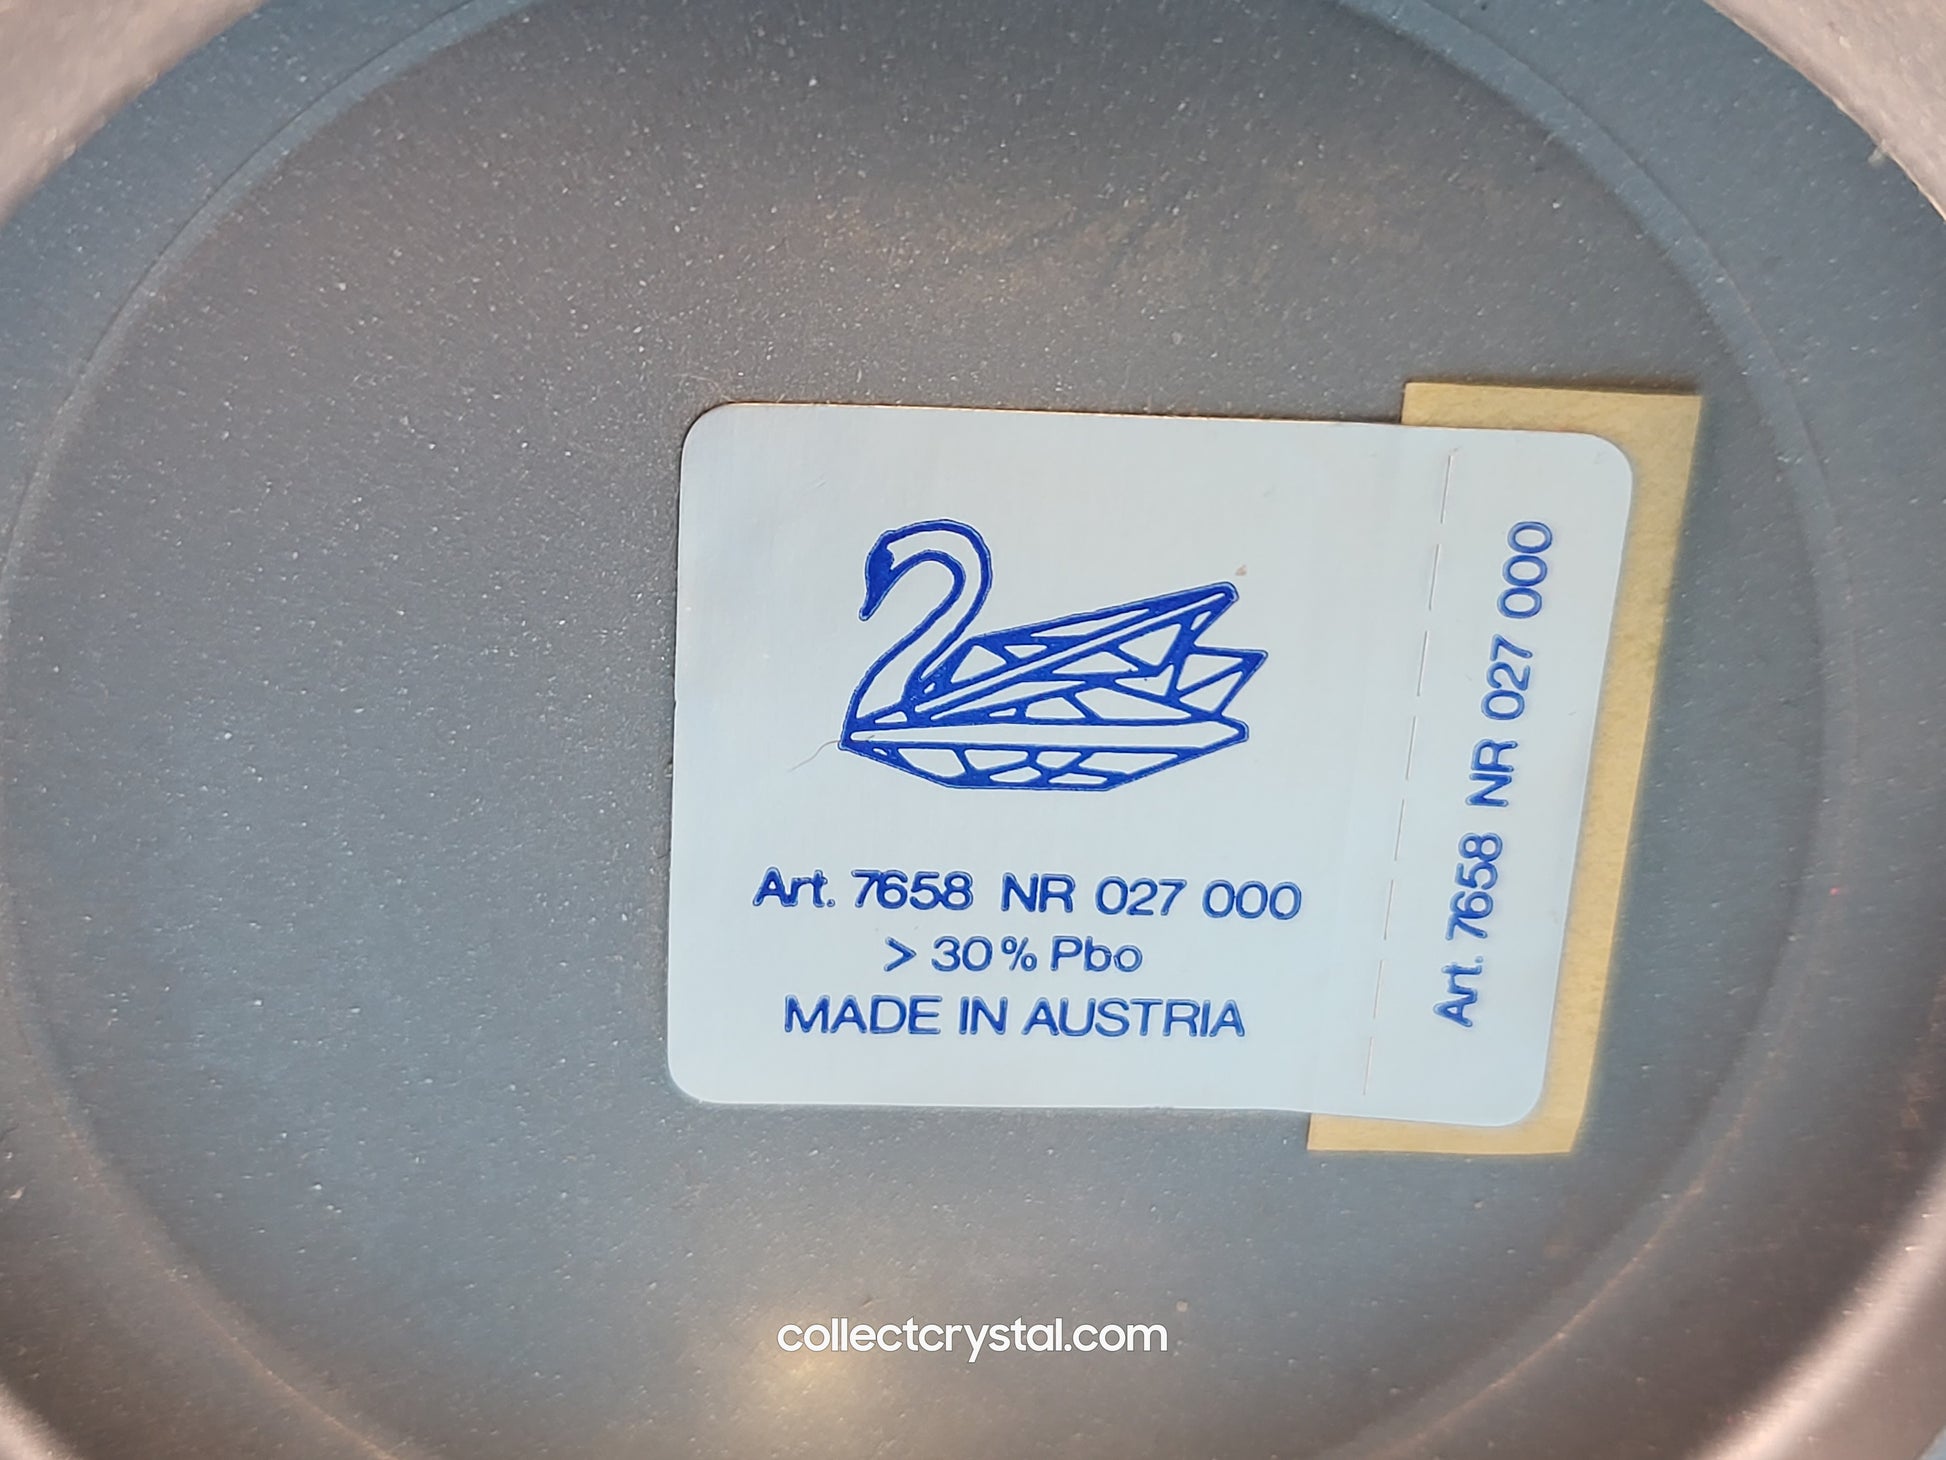 Art. 7658 NR 027 000
> 30% Pbo
MADE IN AUSTRIA
Art. 7658 NR 027 000
collectcrystal.com